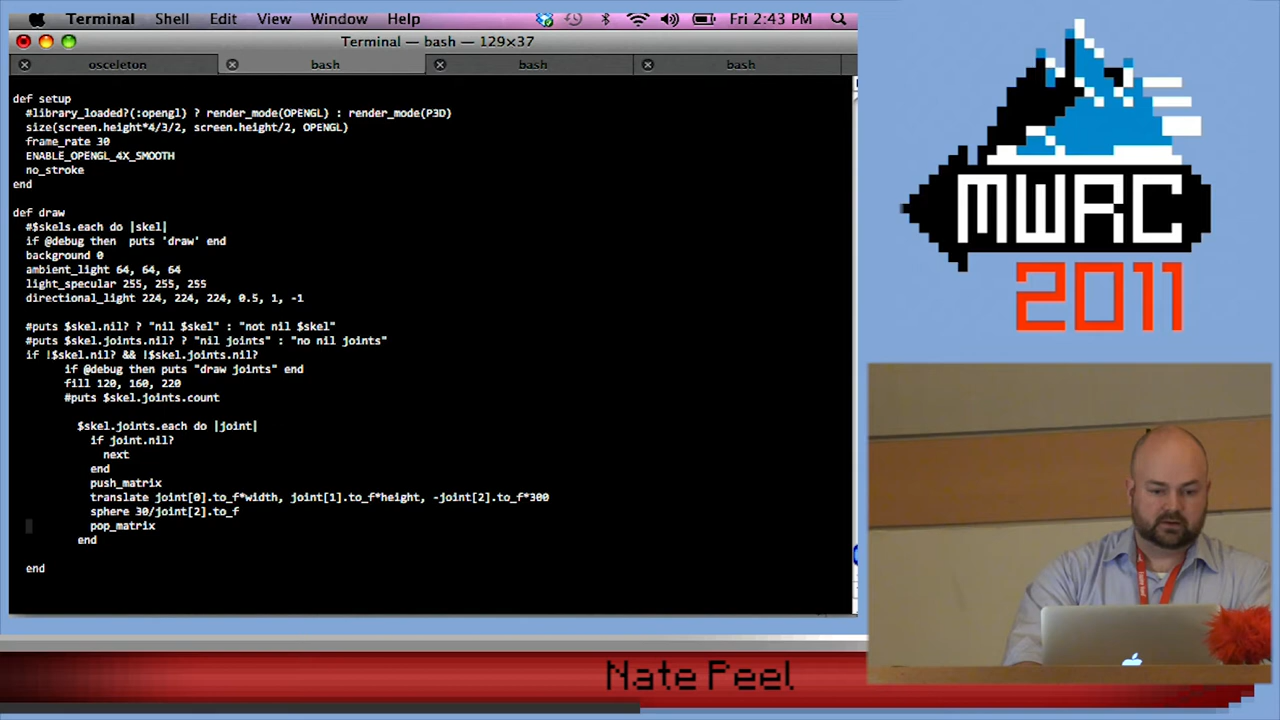 Terminal Shell Edit View Window Help Fri 2:43 PM
Terminal — bash — 129×37
osceleton bash bash bash
def setup
#library_loaded?(:opengl) ? render_mode(OPENGL) : render_mode(P3D)
size(screen.height*4/3/2, screen.height/2, OPENGL)
frame_rate 30
ENABLE_OPENGL_4X_SMOOTH
no_stroke
end
def draw
#$skels.each do |skel|
if @debug then  puts 'draw' end
background 0
ambient_light 64, 64, 64
light_specular 255, 255, 255
directional_light 224, 224, 224, 0.5, 1, -1
#puts $skel.nil? ? "nil $skel" : "not nil $skel"
#puts $skel.joints.nil? ? "nil joints" : "no nil joints"
if !$skel.nil? && !$skel.joints.nil?
if @debug then puts "draw joints" end
fill 120, 160, 220
#puts $skel.joints.count
$skel.joints.each do |joint|
if joint.nil?
next
end
push_matrix
translate joint[0].to_f*width, joint[1].to_f*height, -joint[2].to_f*300
sphere 30/joint[2].to_f
pop_matrix
end
end
MWRC
2011
Nate Peel